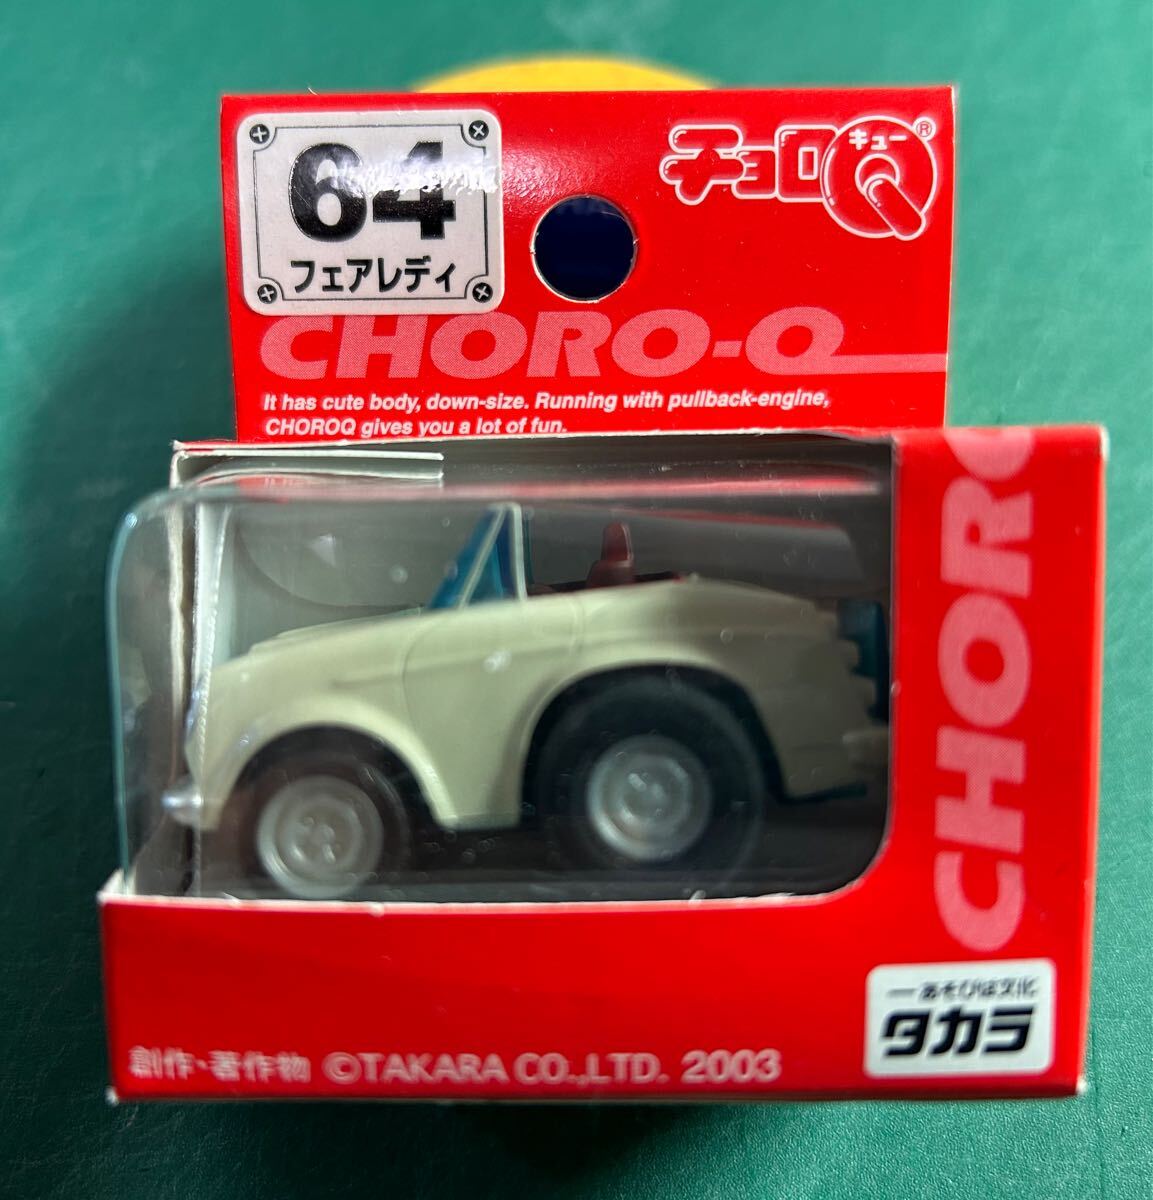 64
フェアレディ
チョロQ
キュー
®
CHORO-Q
It has cute body, down-size. Running with pullback-engine,
CHOROQ gives you a lot of fun.
CHORO
あそびは文化
タカラ
創作・著作物 ©TAKARA CO.,LTD. 2003